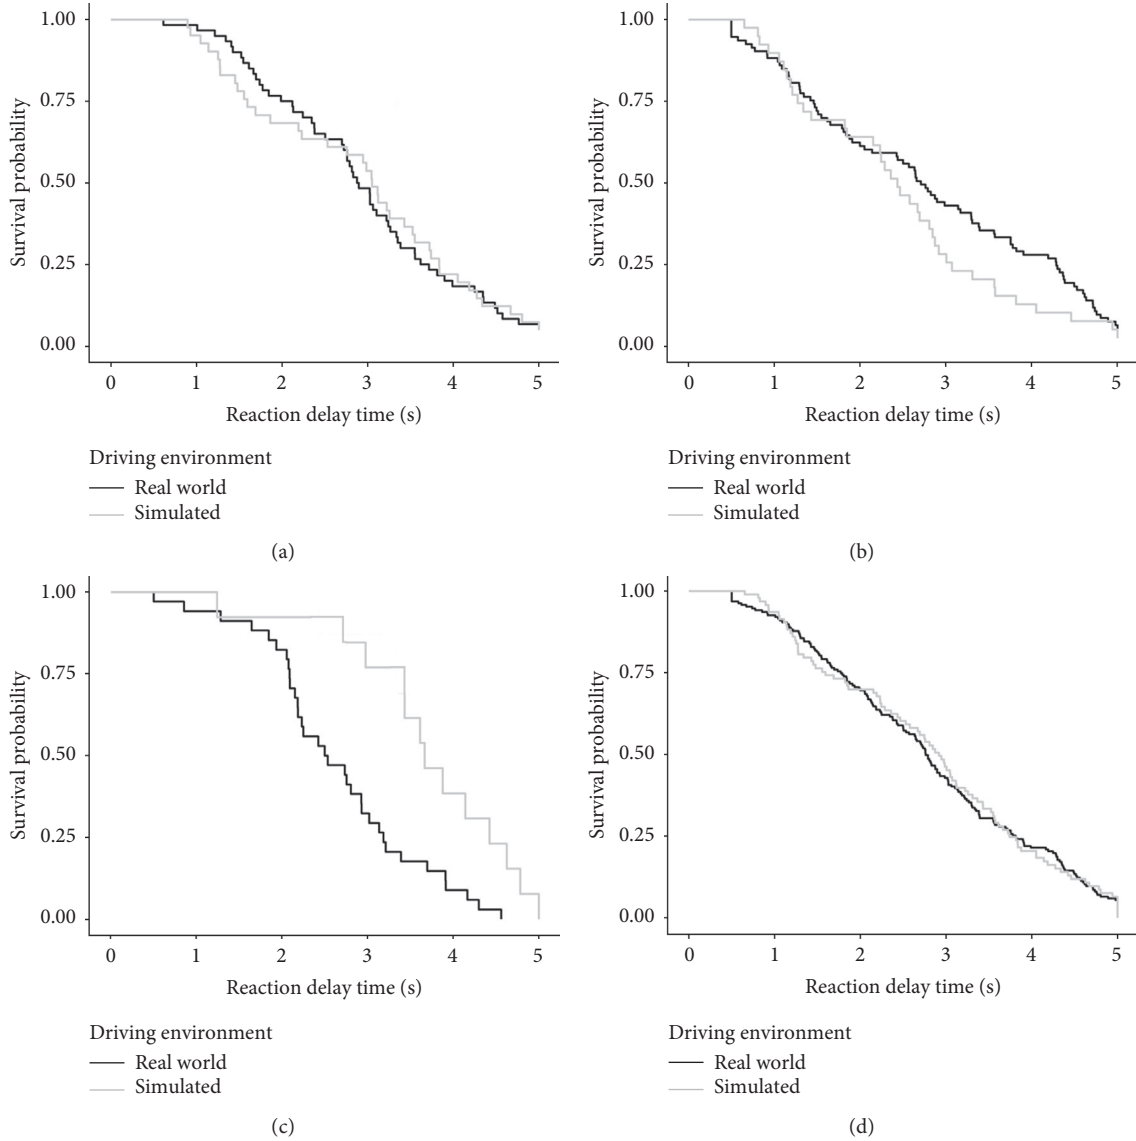 1.00
0.75
0.50
0.25
0.00
Survival probability
0 1 2 3 4 5
Reaction delay time (s)
Driving environment
Real world
Simulated
(a)
1.00
0.75
0.50
0.25
0.00
Survival probability
0 1 2 3 4 5
Reaction delay time (s)
Driving environment
Real world
Simulated
(b)
1.00
0.75
0.50
0.25
0.00
Survival probability
0 1 2 3 4 5
Reaction delay time (s)
Driving environment
Real world
Simulated
(c)
1.00
0.75
0.50
0.25
0.00
Survival probability
0 1 2 3 4 5
Reaction delay time (s)
Driving environment
Real world
Simulated
(d)